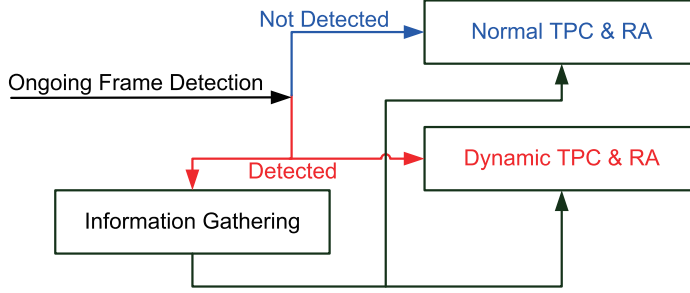 Not Detected
Normal TPC & RA
Ongoing Frame Detection
Dynamic TPC & RA
Detected
Information Gathering